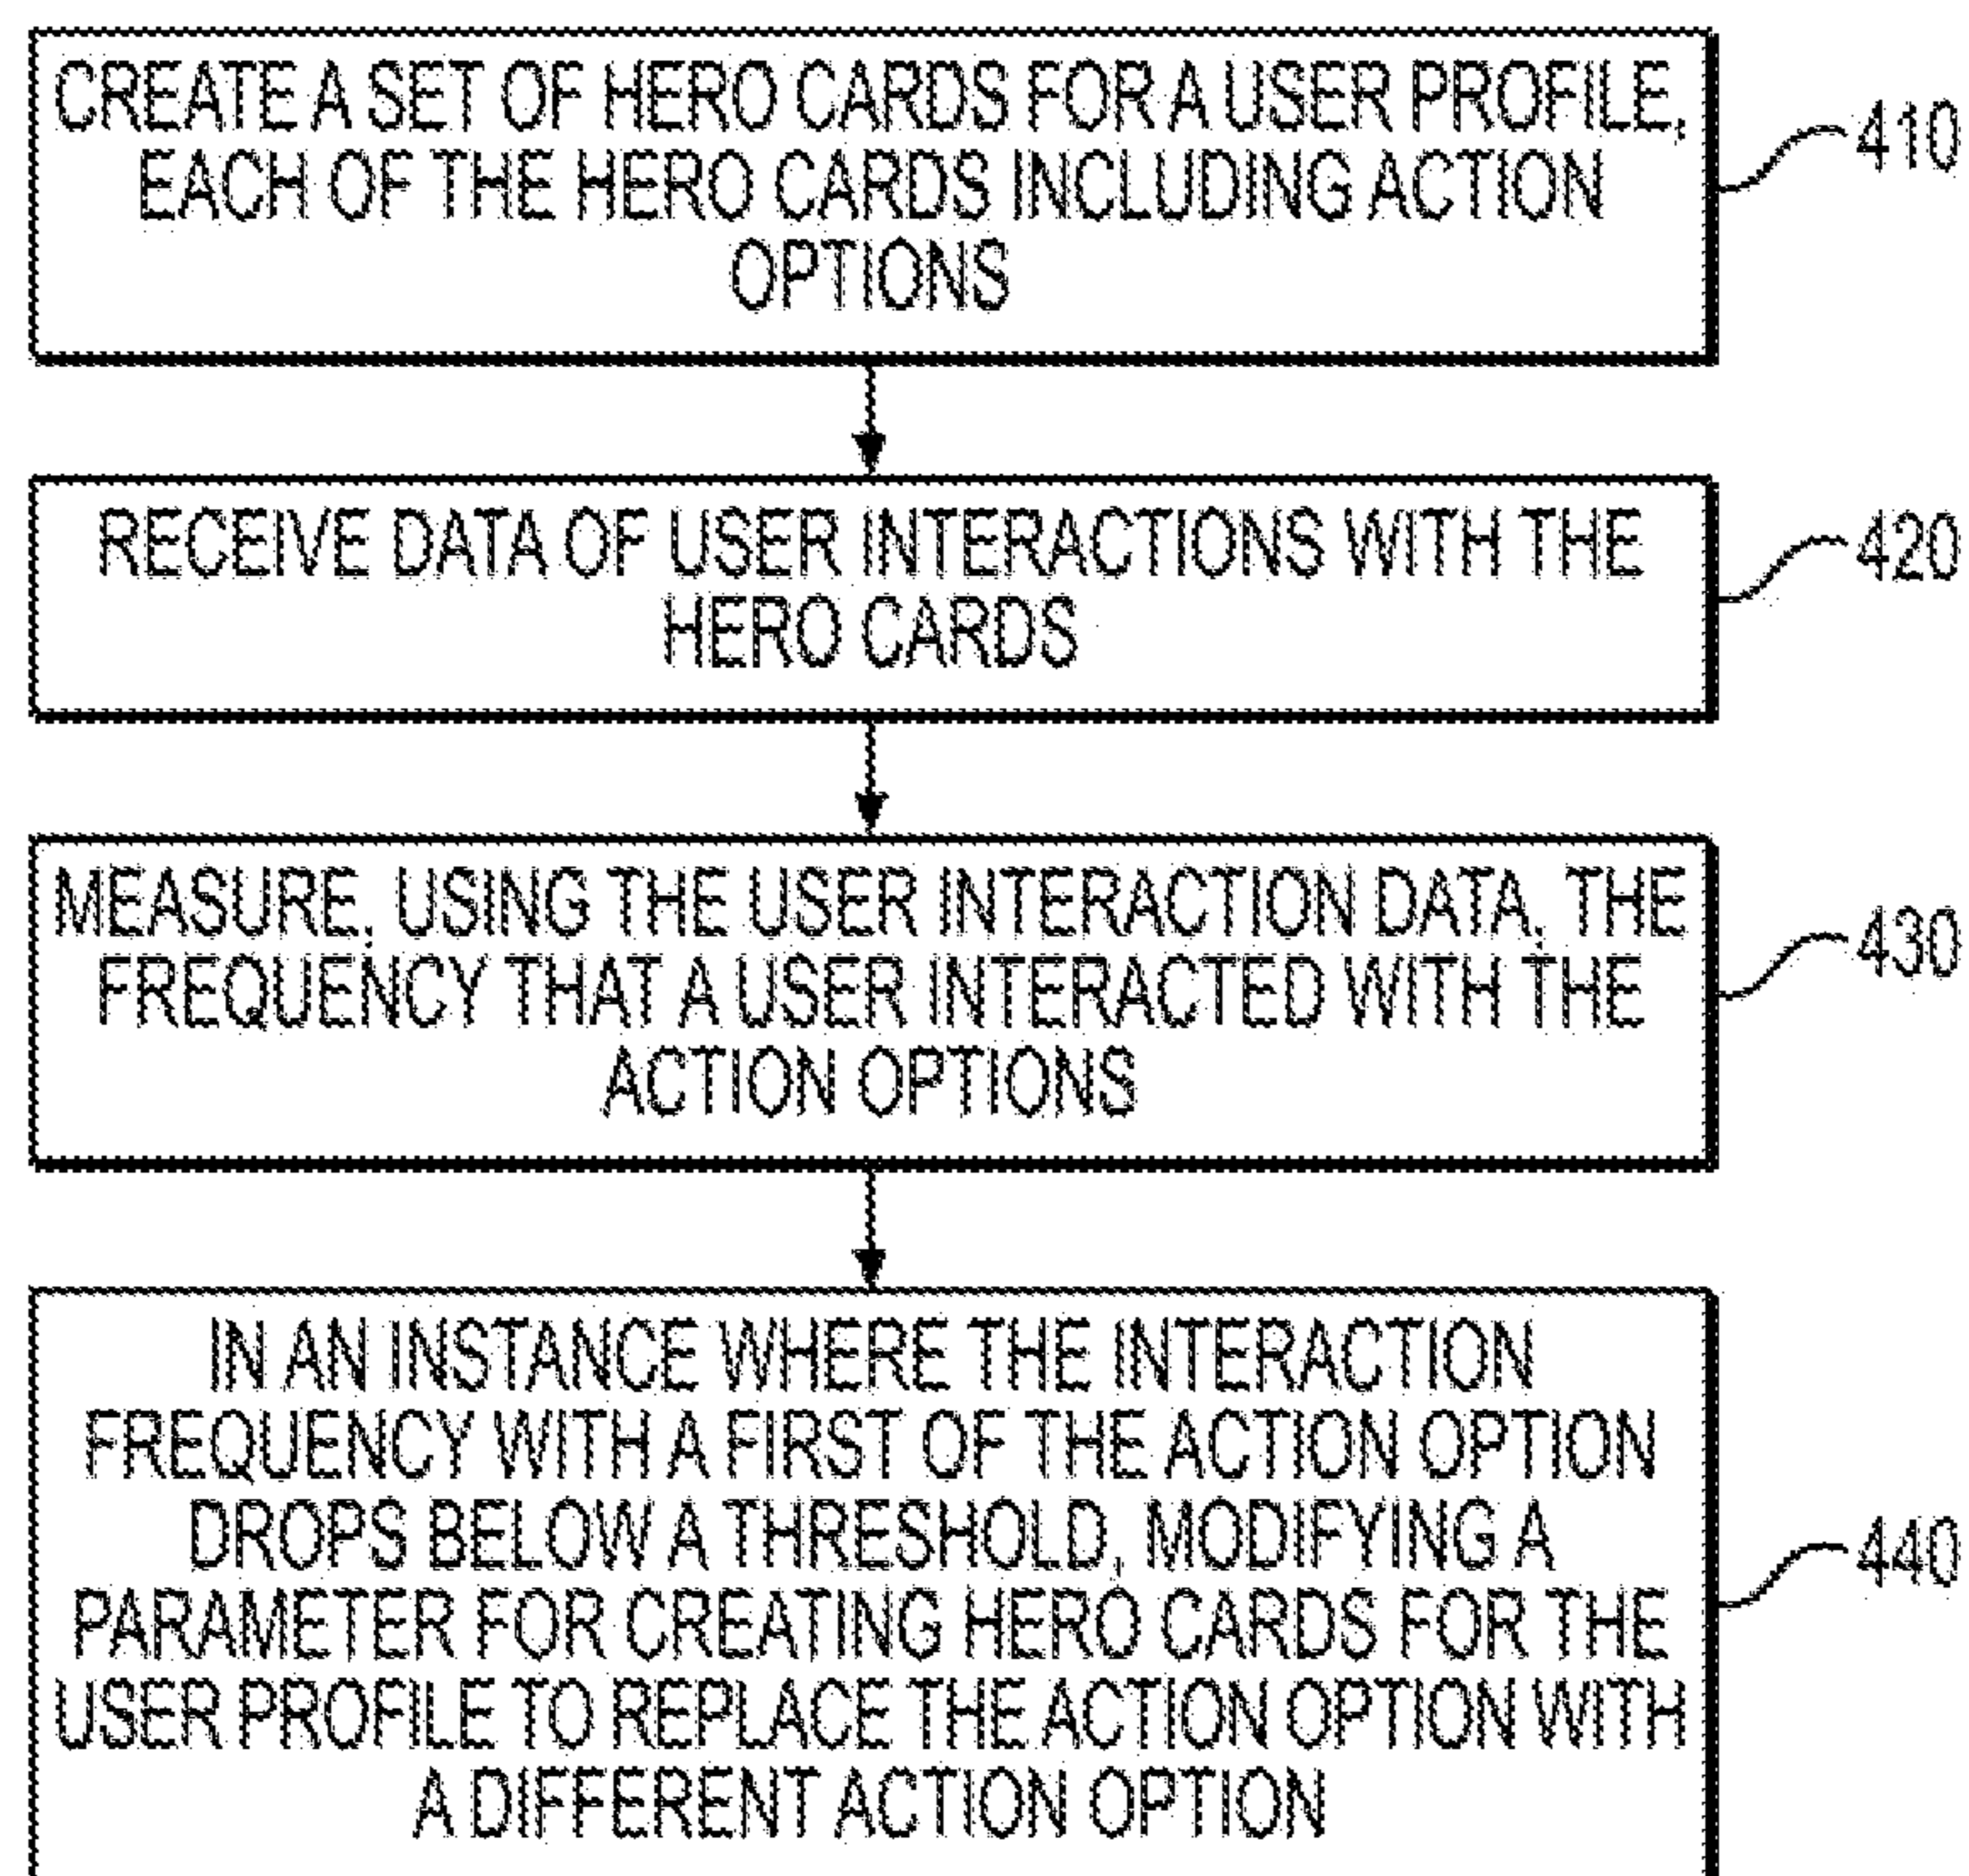 CREATE A SET OF HERO CARDS FOR A USER PROFILE,
EACH OF THE HERO CARDS INCLUDING ACTION
OPTIONS
410
RECEIVE DATA OF USER INTERACTIONS WITH THE
HERO CARDS
420
MEASURE, USING THE USER INTERACTION DATA, THE
FREQUENCY THAT A USER INTERACTED WITH THE
ACTION OPTIONS
430
IN AN INSTANCE WHERE THE INTERACTION
FREQUENCY WITH A FIRST OF THE ACTION OPTION
DROPS BELOW A THRESHOLD, MODIFYING A
PARAMETER FOR CREATING HERO CARDS FOR THE
USER PROFILE TO REPLACE THE ACTION OPTION WITH
A DIFFERENT ACTION OPTION
440